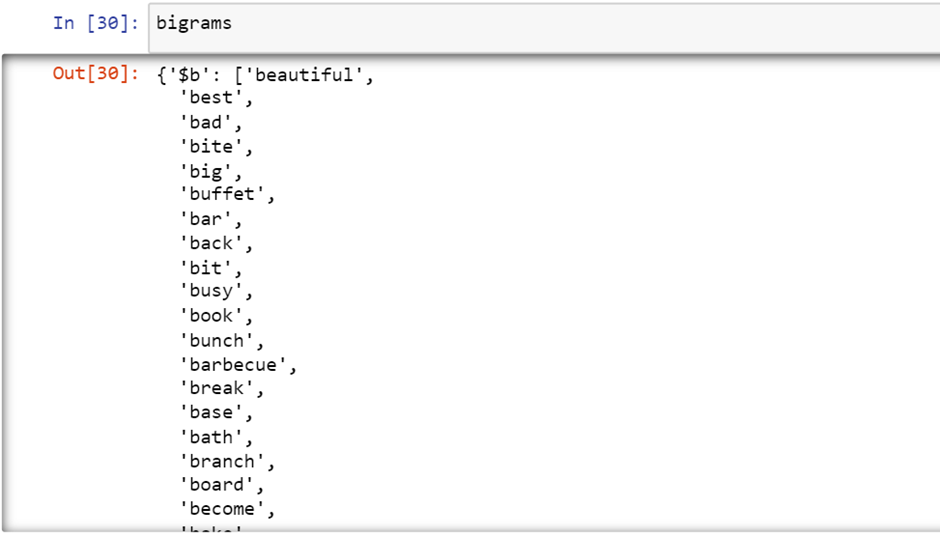 In [30]: bigrams
Out[30]: {'$b': ['beautiful',
'best',
'bad',
'bite',
'big',
'buffet',
'bar',
'back',
'bit',
'busy',
'book',
'bunch',
'barbecue',
'break',
'base',
'bath',
'branch',
'board',
'become',